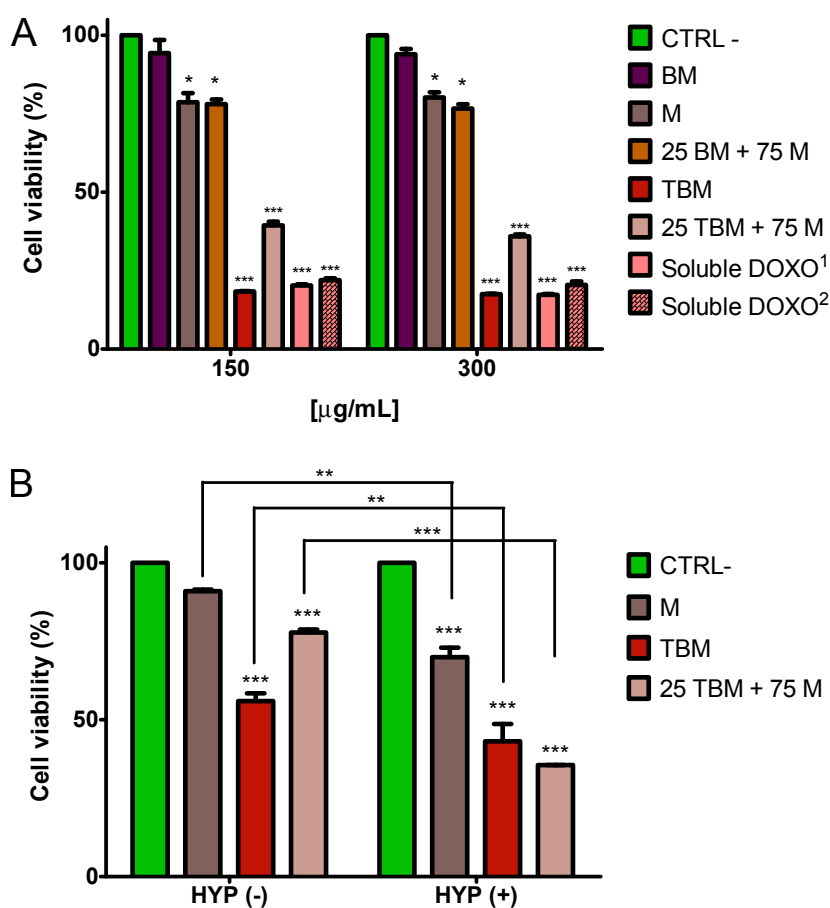 A
Cell viability (%)
100
50
0
* *
*** *** *** ***
* *
*** *** *** ***
150
300
[μg/mL]
CTRL -
BM
M
25 BM + 75 M
TBM
25 TBM + 75 M
Soluble DOXO¹
Soluble DOXO²
B
Cell viability (%)
100
50
0
**
**
***
*** ***
*** *** ***
HYP (-)
HYP (+)
CTRL-
M
TBM
25 TBM + 75 M